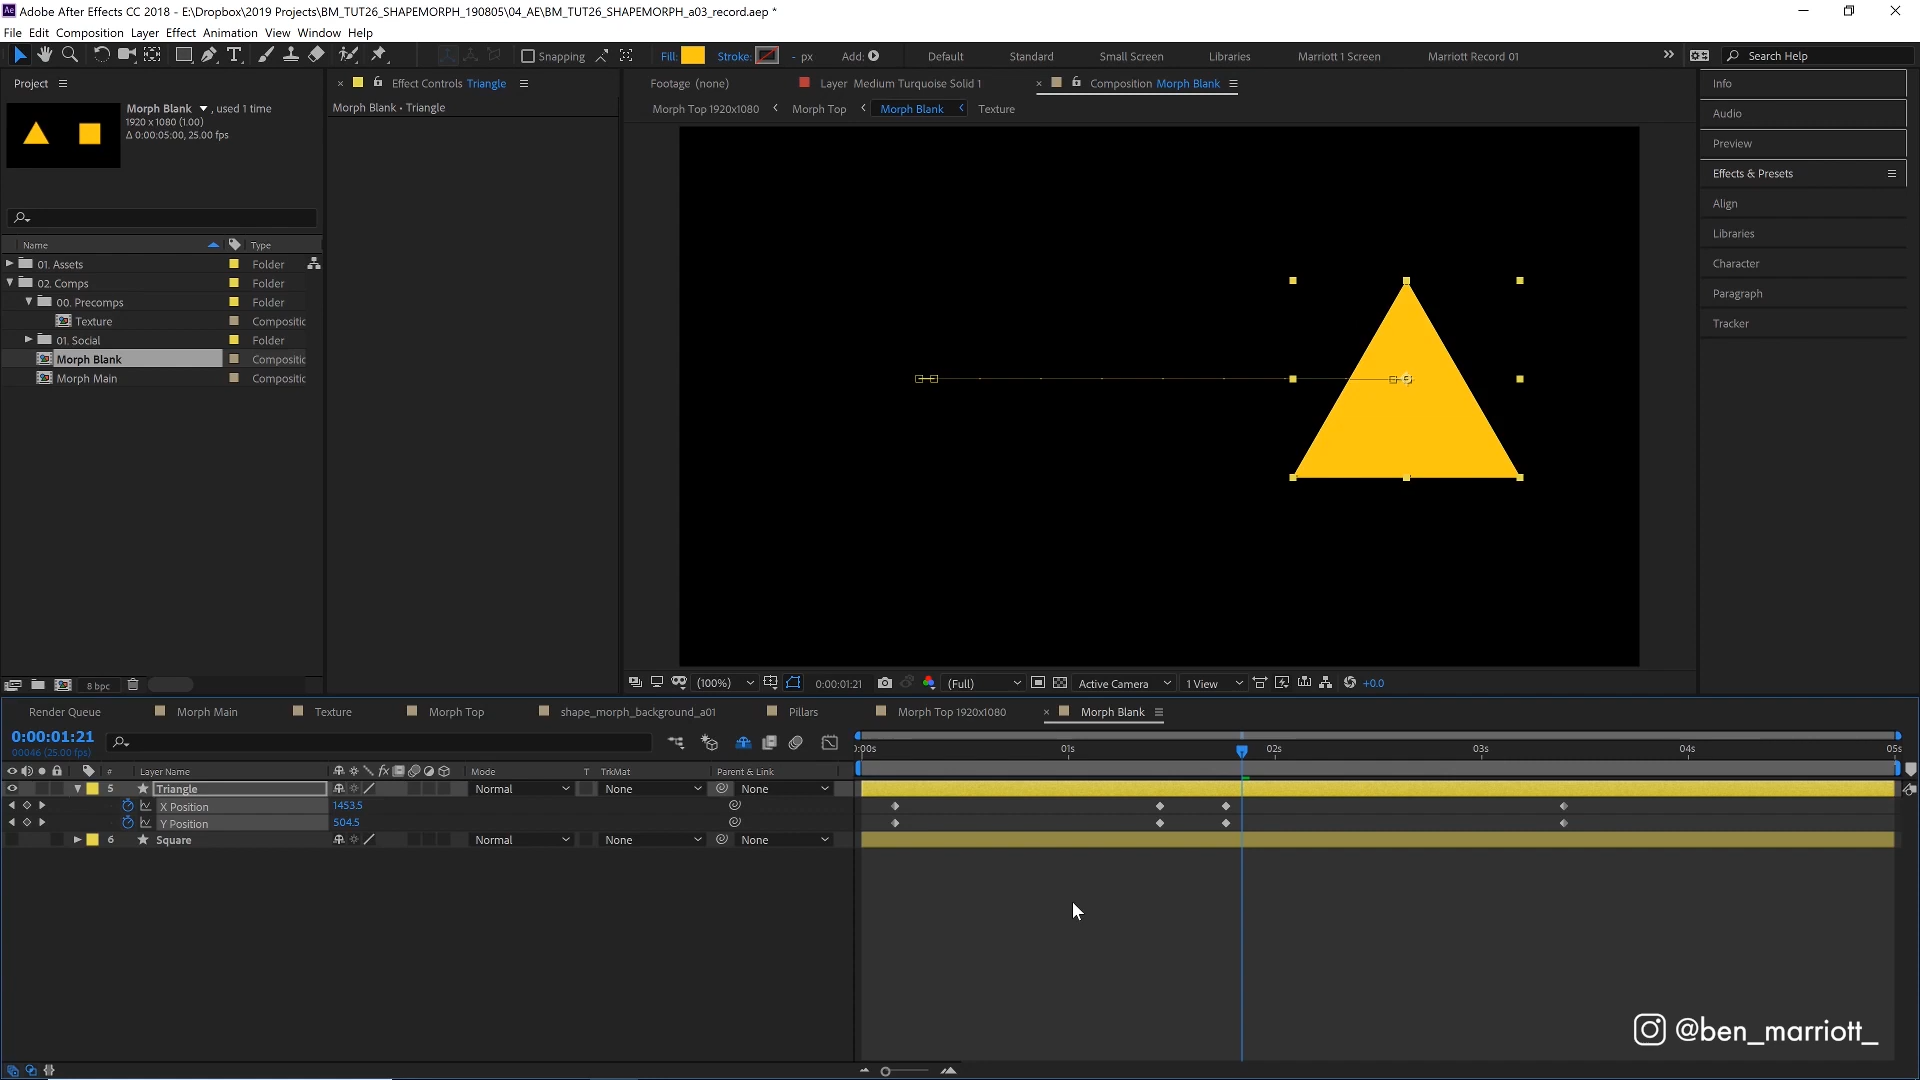 Ae Adobe After Effects CC 2018 - E:\Dropbox\2019 Projects\BM_TUT26_SHAPEMORPH_190805\04_AE\BM_TUT26_SHAPEMORPH_a03_record.aep *
File Edit Composition Layer Effect Animation View Window Help
Snapping Fill: Stroke: - px Add: Default Standard Small Screen Libraries Marriott 1 Screen Marriott Record 01 Search Help
Project
Effect Controls Triangle
Morph Blank • Triangle
Morph Blank , used 1 time
1920 x 1080 (1.00)
Δ 0:00:05:00, 25.00 fps
Name Type
01. Assets Folder
02. Comps Folder
00. Precomps Folder
Texture Compositic
01. Social Folder
Morph Blank Compositic
Morph Main Compositic
8 bpc
Footage (none) Layer Medium Turquoise Solid 1 Composition Morph Blank
Morph Top 1920x1080 Morph Top Morph Blank Texture
(100%) 0:00:01:21 (Full) Active Camera 1 View +0.0
Info
Audio
Preview
Effects & Presets
Align
Libraries
Character
Paragraph
Tracker
Render Queue Morph Main Texture Morph Top shape_morph_background_a01 Pillars Morph Top 1920x1080 Morph Blank
0:00:01:21
00046 (25.00 fps)
):00s 01s 02s 03s 04s 05s
# Layer Name fx Mode T TrkMat Parent & Link
5 Triangle Normal None None
X Position 1453.5
Y Position 504.5
6 Square Normal None None
@ben_marriott_